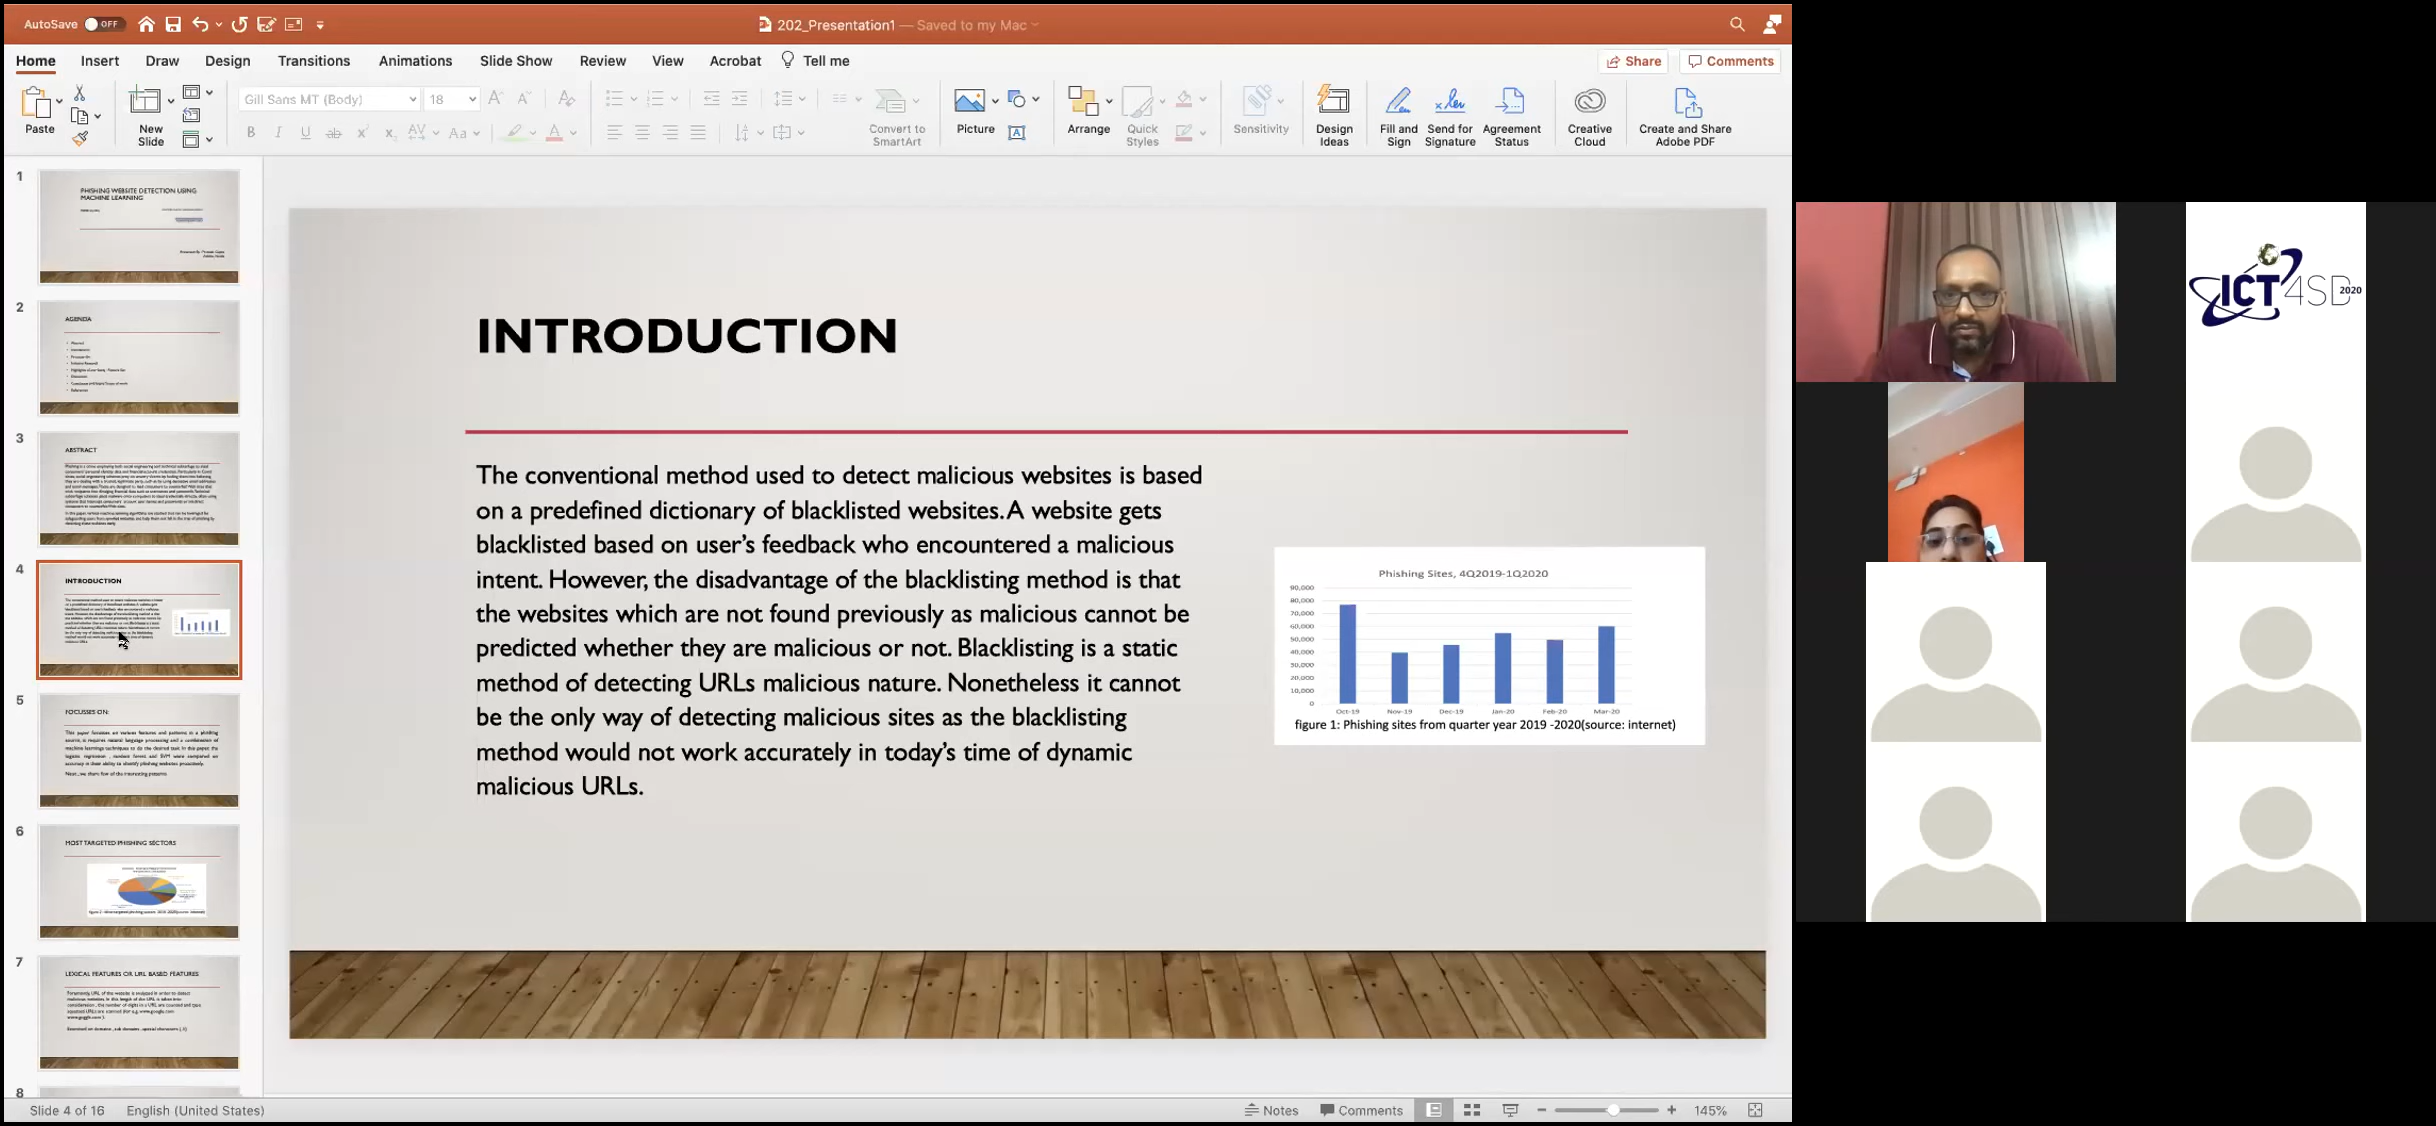 AutoSave OFF
202_Presentation1 — Saved to my Mac
Home Insert Draw Design Transitions Animations Slide Show Review View Acrobat Tell me
Share Comments
Paste
New Slide
Gill Sans MT (Body) 18
Convert to SmartArt
Picture
Arrange
Quick Styles
Sensitivity
Design Ideas
Fill and Sign
Send for Signature
Agreement Status
Creative Cloud
Create and Share Adobe PDF
1
PHISHING WEBSITE DETECTION USING
MACHINE LEARNING
2
AGENDA
3
ABSTRACT
4
INTRODUCTION
5
FOCUSSES ON:
6
MOST TARGETED PHISHING SECTORS
7
LEXICAL FEATURES OR URL BASED FEATURES
8
INTRODUCTION
The conventional method used to detect malicious websites is based
on a predefined dictionary of blacklisted websites. A website gets
blacklisted based on user’s feedback who encountered a malicious
intent. However, the disadvantage of the blacklisting method is that
the websites which are not found previously as malicious cannot be
predicted whether they are malicious or not. Blacklisting is a static
method of detecting URLs malicious nature. Nonetheless it cannot
be the only way of detecting malicious sites as the blacklisting
method would not work accurately in today’s time of dynamic
malicious URLs.
Phishing Sites, 4Q2019-1Q2020
90,000
80,000
70,000
60,000
50,000
40,000
30,000
20,000
10,000
0
Oct-19 Nov-19 Dec-19 Jan-20 Feb-20 Mar-20
figure 1: Phishing sites from quarter year 2019 -2020(source: internet)
ICT4SD 2020
Slide 4 of 16 English (United States)
Notes Comments 145%